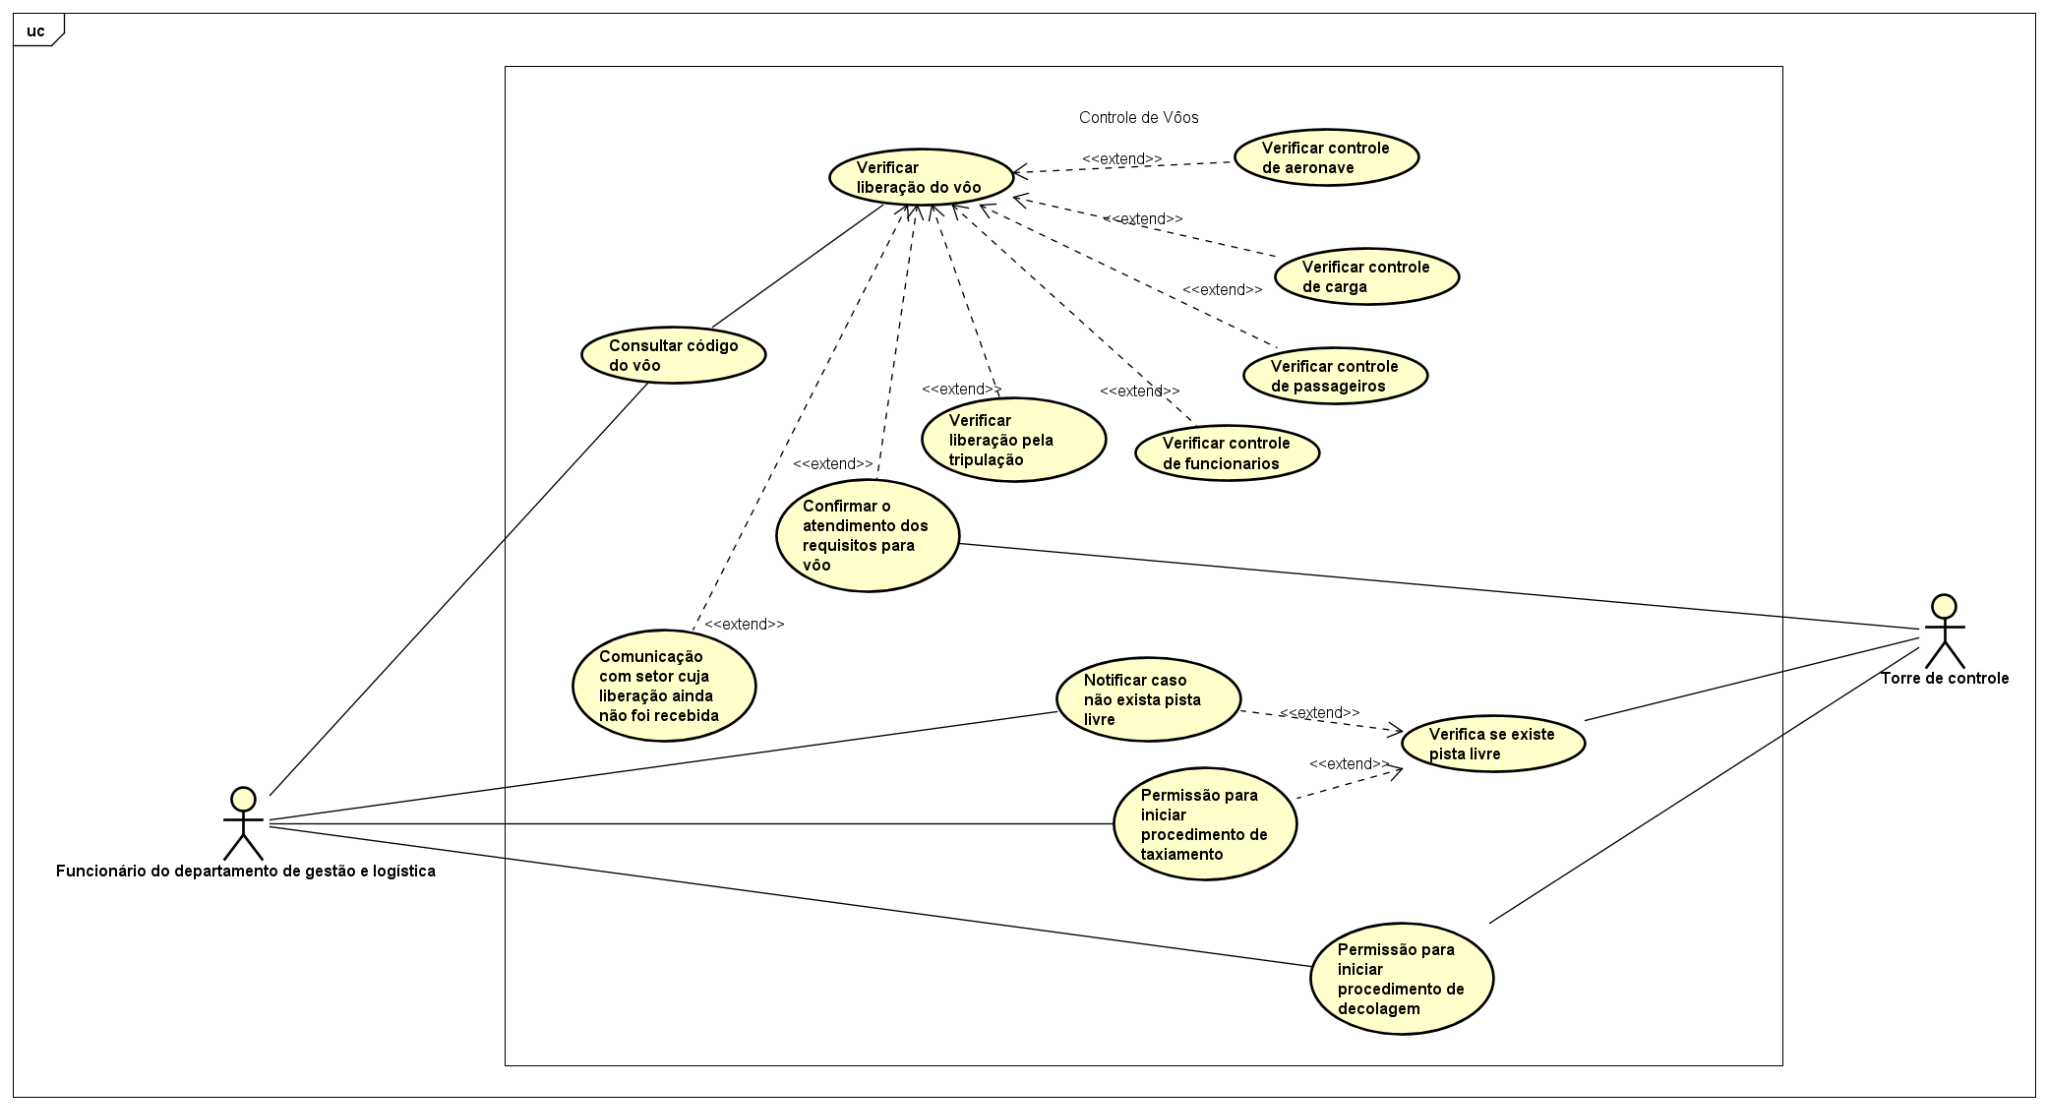 uc
Controle de Vôos
Verificar
liberação do vôo
<<extend>>
Verificar controle
de aeronave
<<extend>>
Verificar controle
de carga
<<extend>>
Verificar controle
de passageiros
Consultar código
do vôo
<<extend>>
Verificar
liberação pela
tripulação
<<extend>>
Verificar controle
de funcionarios
<<extend>>
Confirmar o
atendimento dos
requisitos para
vôo
<<extend>>
Comunicação
com setor cuja
liberação ainda
não foi recebida
Torre de controle
Notificar caso
não exista pista
livre
<<extend>>
Verifica se existe
pista livre
<<extend>>
Permissão para
iniciar
procedimento de
taxiamento
Funcionário do departamento de gestão e logística
Permissão para
iniciar
procedimento de
decolagem